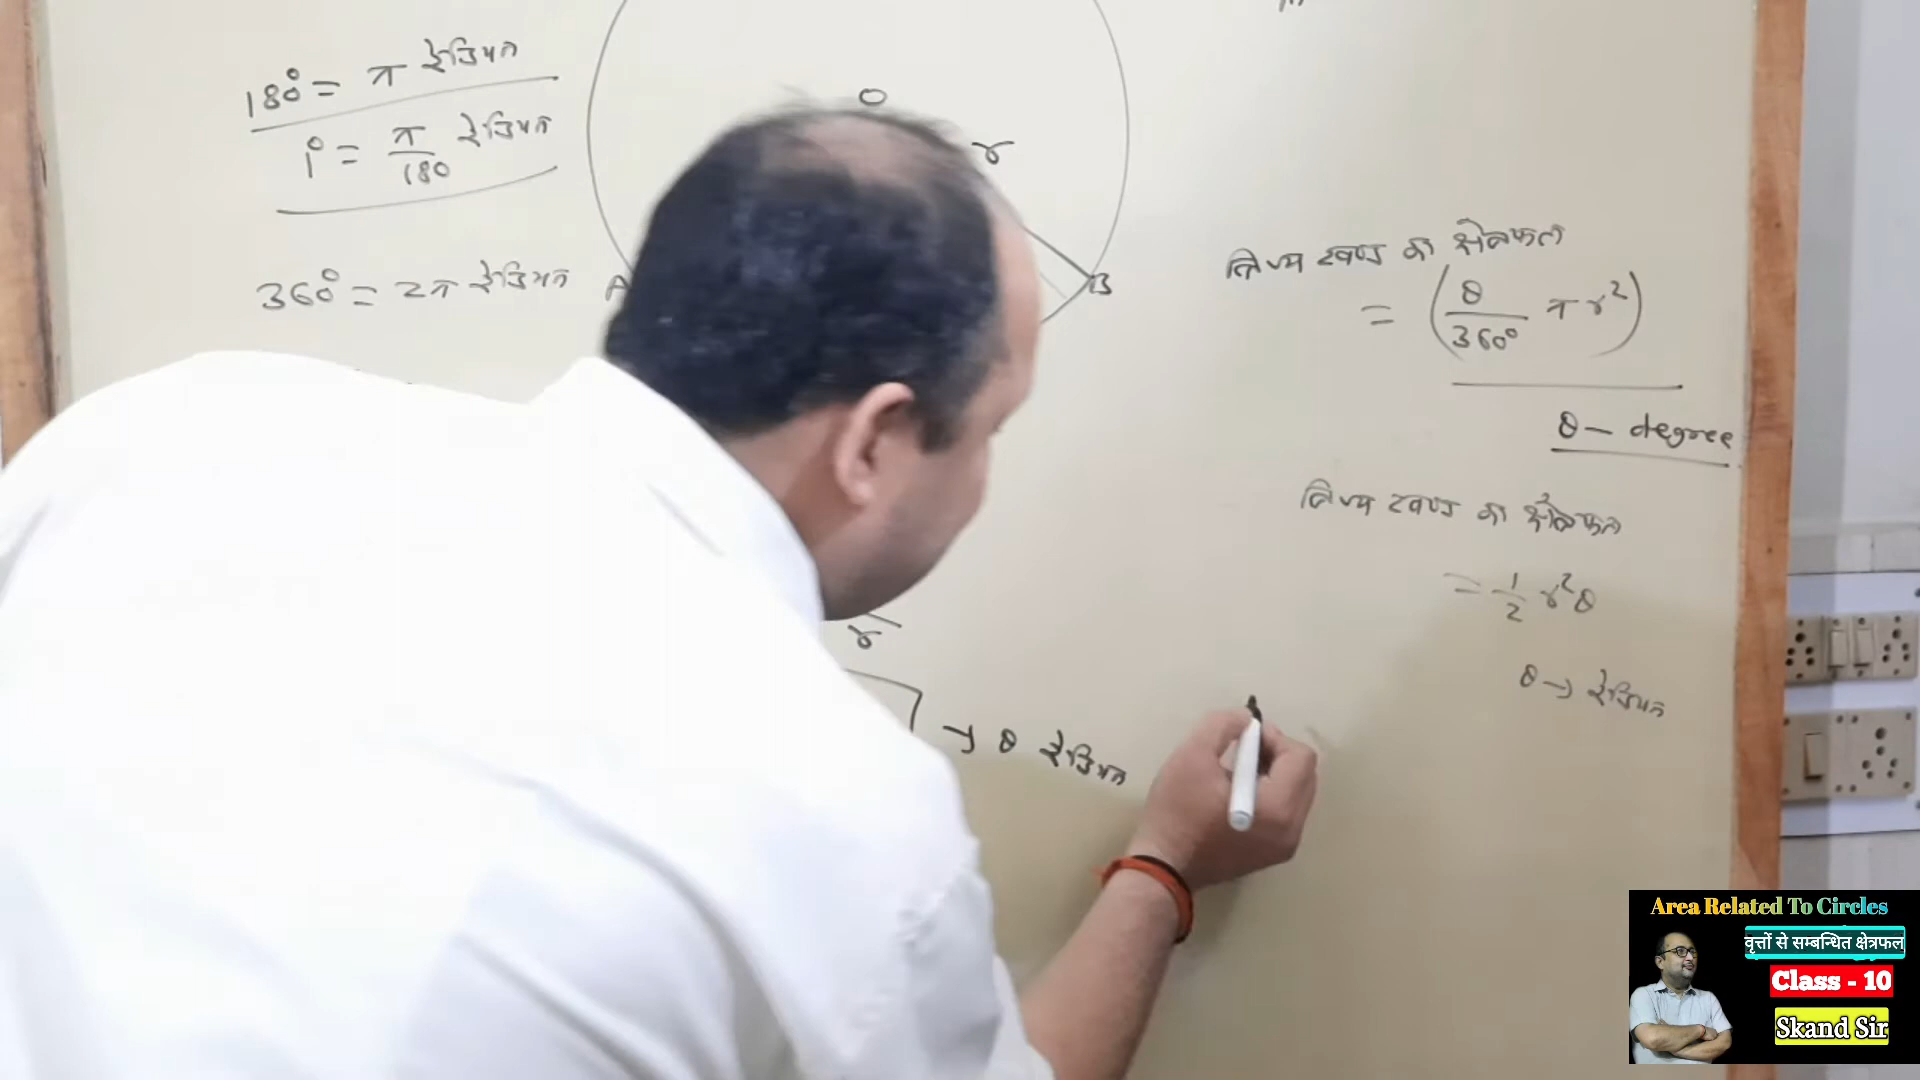 180° = π रेडियन
1° = π/180 रेडियन
360° = 2π रेडियन
O
r
A
B
r
→ θ रेडियन
त्रिज्य खण्ड का क्षेत्रफल
= (θ/360° π r²)
θ — degree
त्रिज्य खण्ड का क्षेत्रफल
= 1/2 r²θ
θ → रेडियन
Area Related To Circles
वृत्तों से सम्बन्धित क्षेत्रफल
Class - 10
Skand Sir